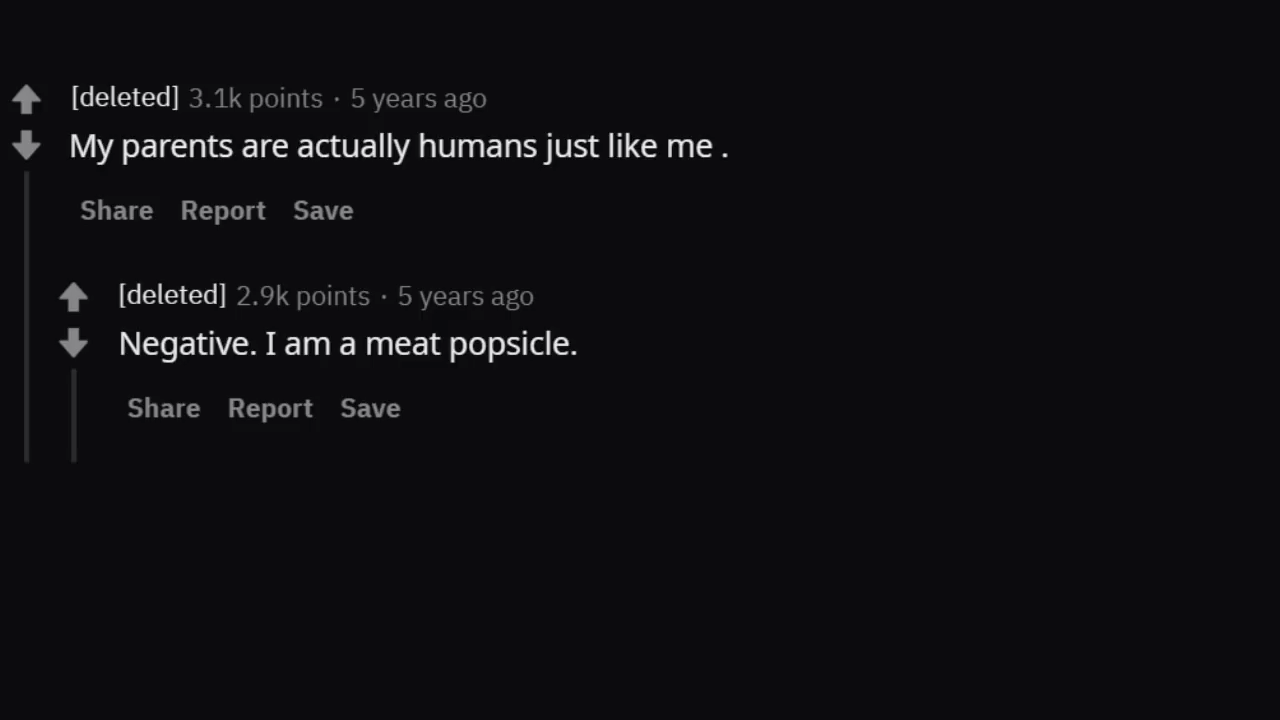 [deleted] 3.1k points · 5 years ago
My parents are actually humans just like me .
Share Report Save
[deleted] 2.9k points · 5 years ago
Negative. I am a meat popsicle.
Share Report Save